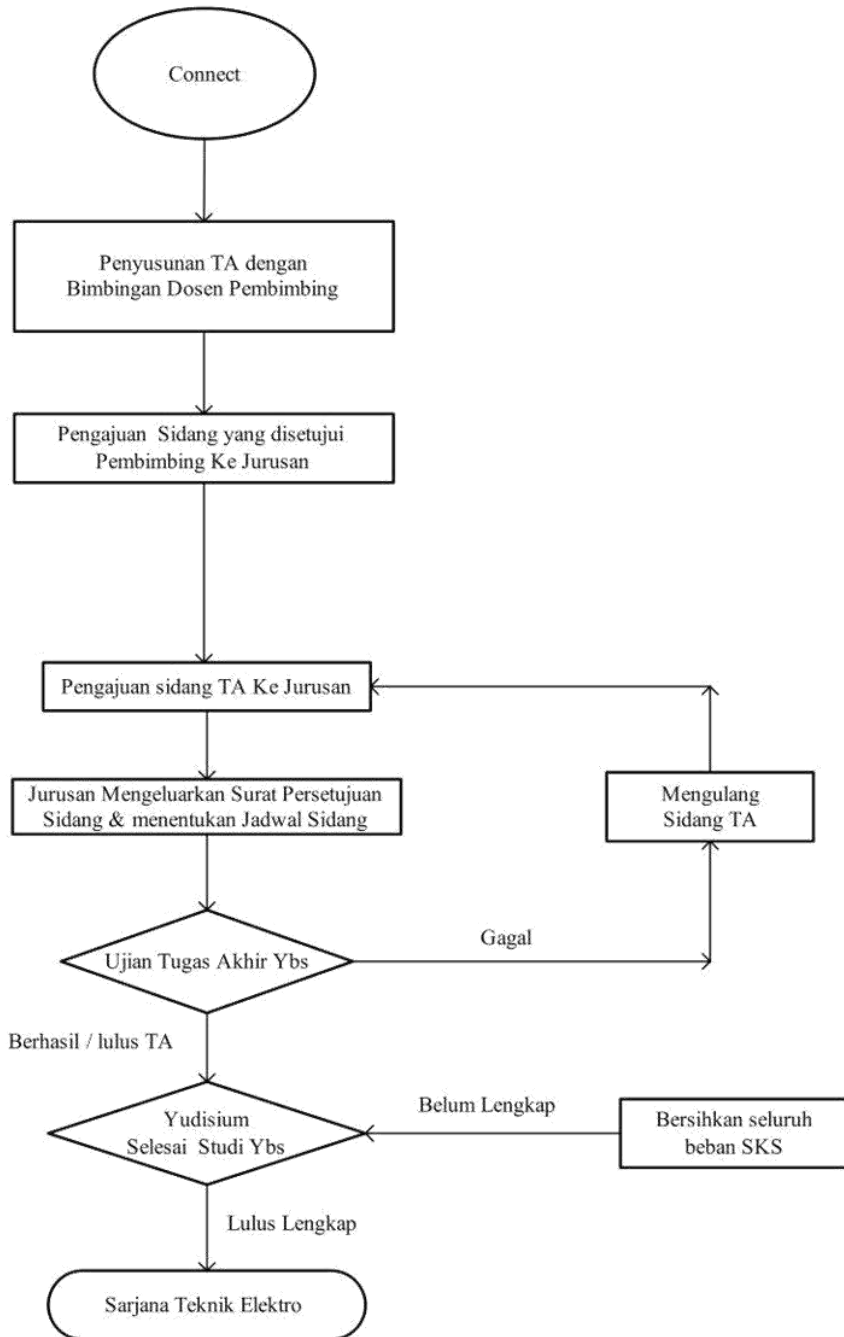 Connect
Penyusunan TA dengan
Bimbingan Dosen Pembimbing
Pengajuan Sidang yang disetujui
Pembimbing Ke Jurusan
Pengajuan sidang TA Ke Jurusan
Jurusan Mengeluarkan Surat Persetujuan
Sidang & menentukan Jadwal Sidang
Mengulang
Sidang TA
Ujian Tugas Akhir Ybs
Gagal
Berhasil / lulus TA
Yudisium
Selesai Studi Ybs
Belum Lengkap
Bersihkan seluruh
beban SKS
Lulus Lengkap
Sarjana Teknik Elektro